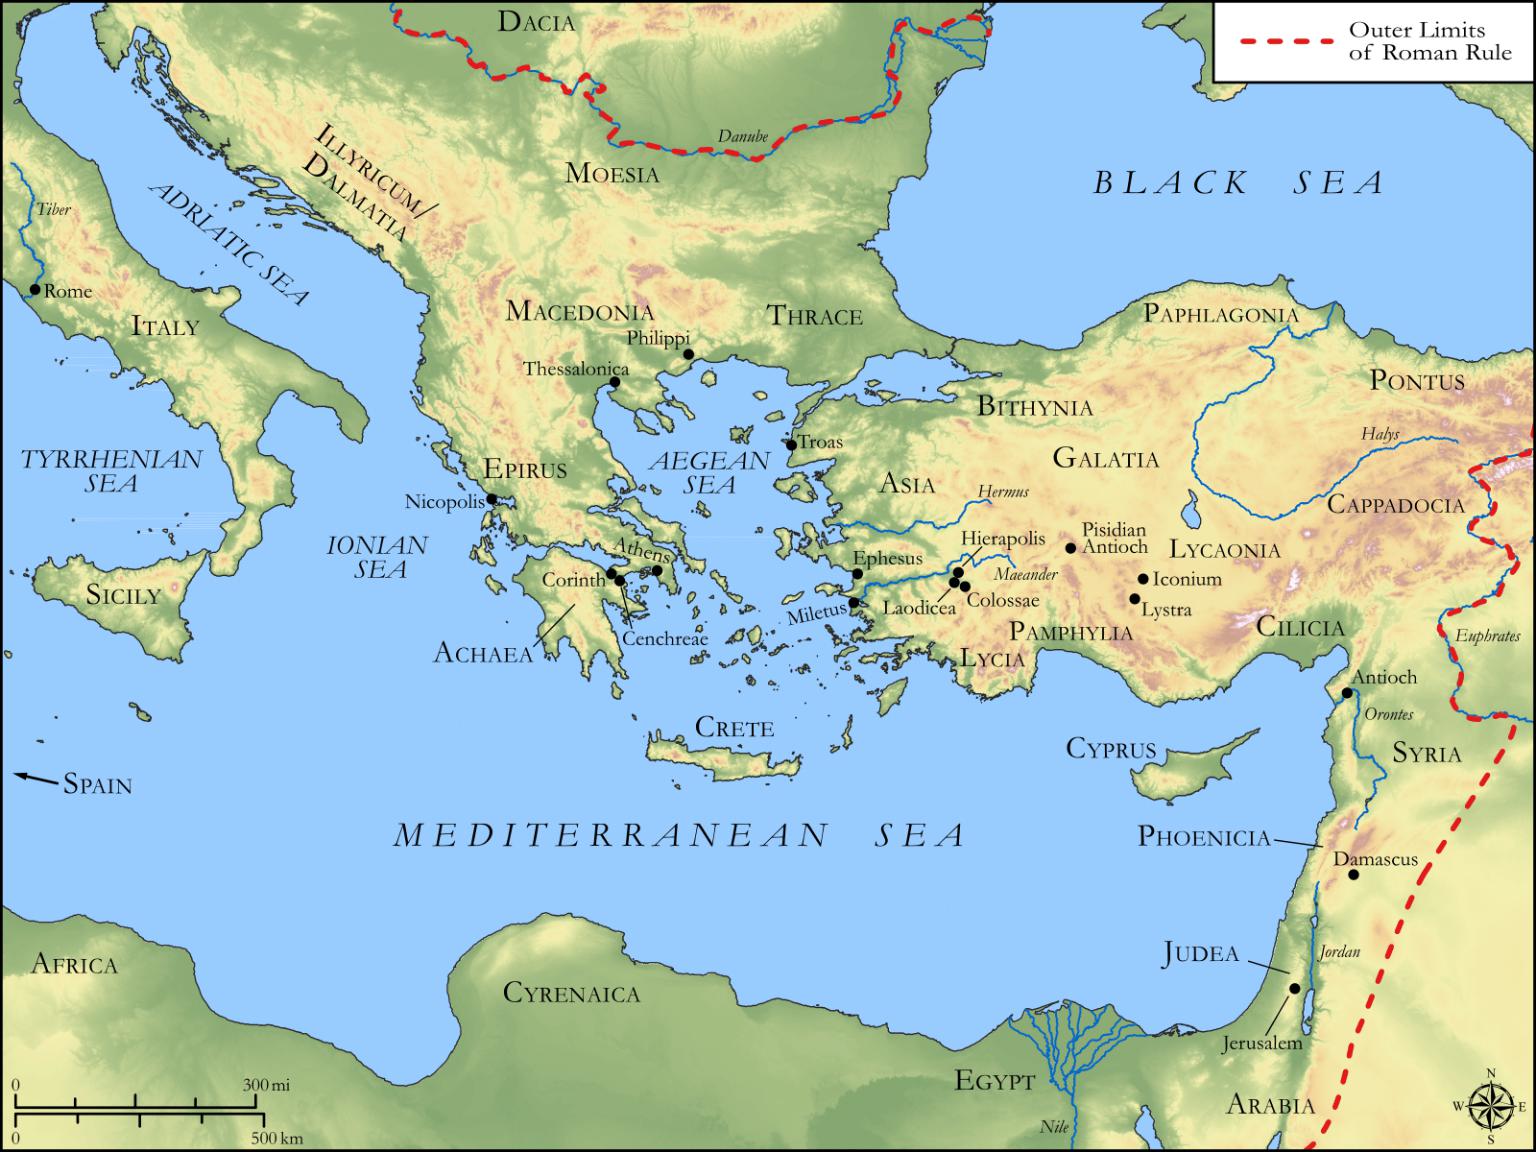 DACIA
Outer Limits
of Roman Rule
Danube
MOESIA
BLACK SEA
ILLYRICUM/
DALMATIA
ADRIATIC SEA
Tiber
Rome
ITALY
MACEDONIA
THRACE
PAPHLAGONIA
Philippi
Thessalonica
PONTUS
BITHYNIA
Halys
Troas
GALATIA
TYRRHENIAN
SEA
EPIRUS
AEGEAN
SEA
ASIA
Hermus
CAPPADOCIA
Nicopolis
Pisidian
Antioch
Hierapolis
IONIAN
SEA
Athens
LYCAONIA
Ephesus
Maeander
Corinth
Iconium
SICILY
Laodicea
Colossae
Miletus
Lystra
Cenchreae
PAMPHYLIA
CILICIA
Euphrates
ACHAEA
LYCIA
Antioch
Orontes
CRETE
CYPRUS
SYRIA
SPAIN
MEDITERRANEAN SEA
PHOENICIA
Damascus
JUDEA
Jordan
AFRICA
CYRENAICA
Jerusalem
EGYPT
ARABIA
Nile
N
W E
S
0 300 mi
0 500 km